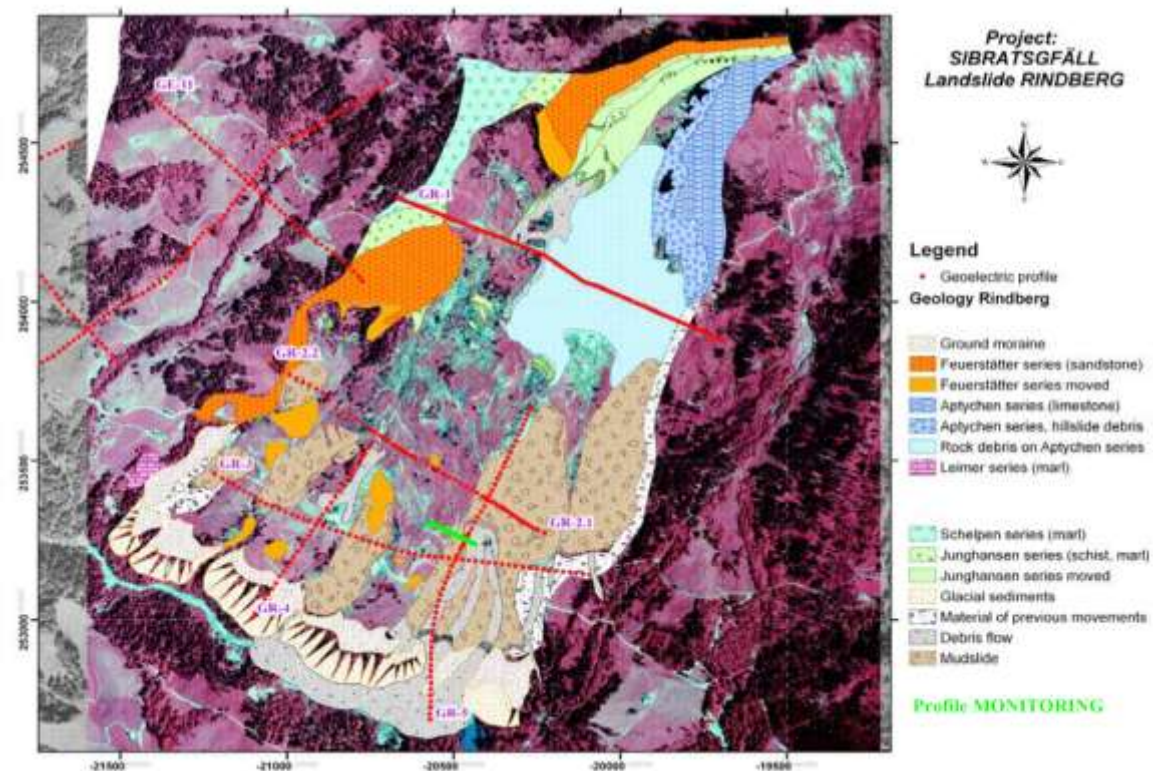 Project:
SIBRATSGFÄLL
Landslide RINDBERG
N
Legend
Geoelectric profile
Geology Rindberg
Ground moraine
Feuerstätter series (sandstone)
Feuerstätter series moved
Aptychen series (limestone)
Aptychen series, hillslide debris
Rock debris on Aptychen series
Leimer series (marl)
Schelpen series (marl)
Junghansen series (schist, marl)
Junghansen series moved
Glacial sediments
Material of previous movements
Debris flow
Mudslide
Profile MONITORING
GR-1
GR-2.2
GR-3
GR-2.1
GR-4
GR-5
254500
254000
253500
253000
-21500
-21000
-20500
-20000
-19500